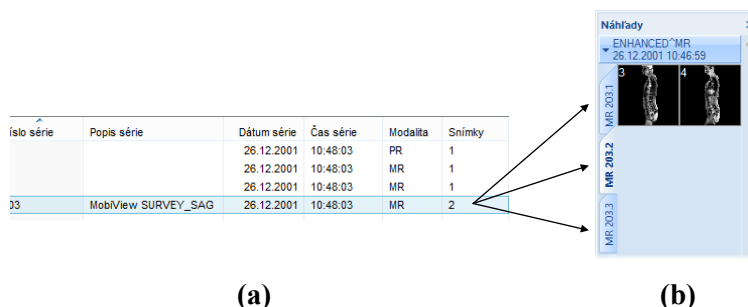 Náhľady
ENHANCED^MR
26.12.2001 10:46:59
3 4
MR 203.1
MR 203.2
MR 203.3
íslo série Popis série Dátum série Čas série Modalita Snímky
26.12.2001 10:48:03 PR 1
26.12.2001 10:48:03 MR 1
26.12.2001 10:48:03 MR 1
03 MobiView SURVEY_SAG 26.12.2001 10:48:03 MR 2
(a) (b)